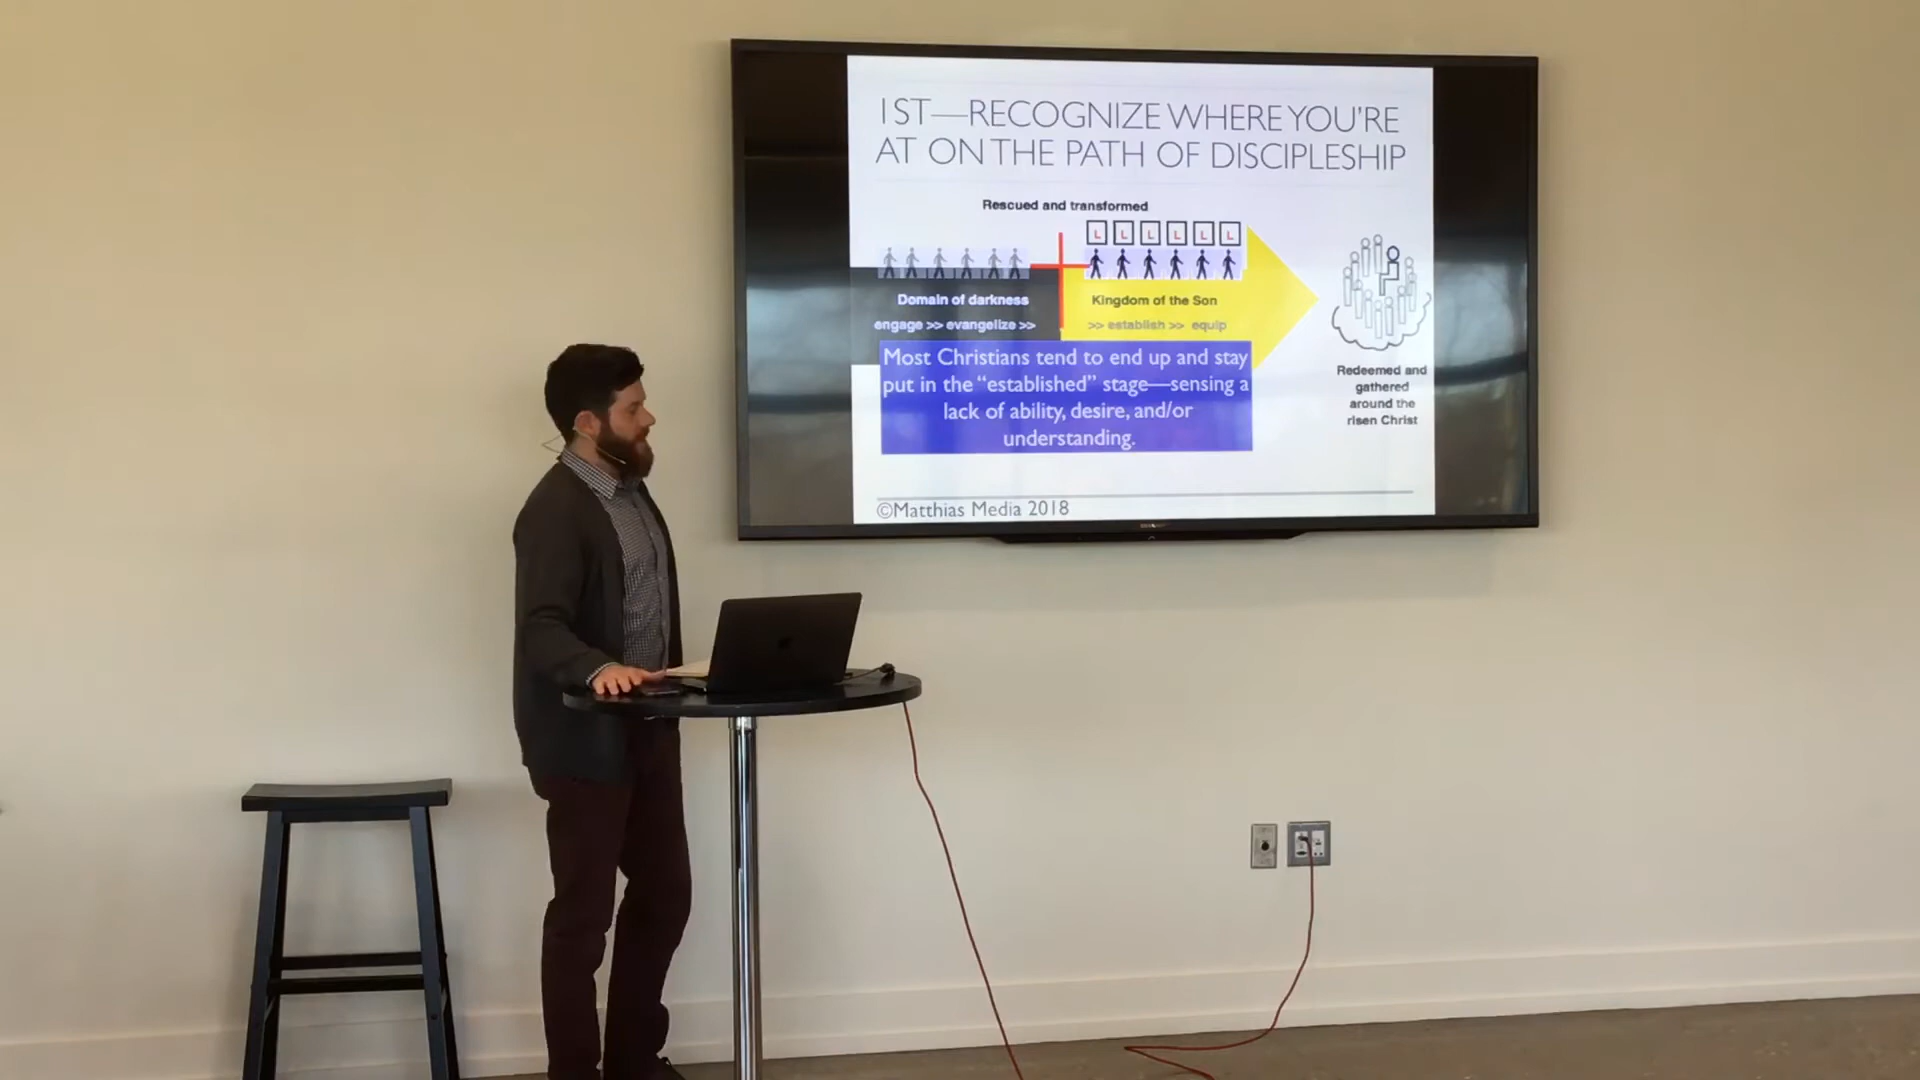 1ST—RECOGNIZE WHERE YOU'RE
AT ON THE PATH OF DISCIPLESHIP
Rescued and transformed
L L L L L L
Domain of darkness
Kingdom of the Son
engage >> evangelize >>
>> establish >> equip
Most Christians tend to end up and stay
put in the “established” stage—sensing a
lack of ability, desire, and/or
understanding.
Redeemed and
gathered
around the
risen Christ
©Matthias Media 2018